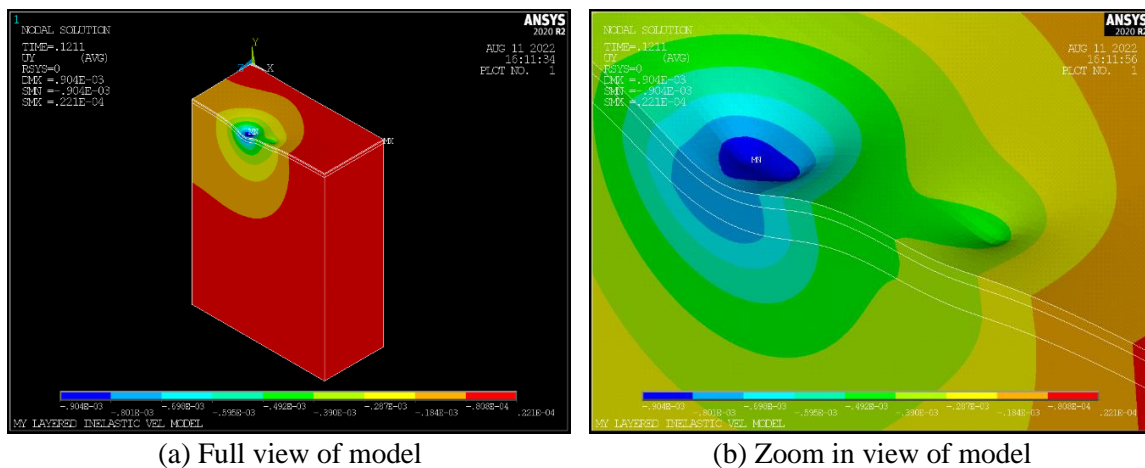 1
NODAL SOLUTION
TIME=.1211
UY (AVG)
RSYS=0
DMX =.904E-03
SMN =-.904E-03
SMX =.221E-04
ANSYS
2020 R2
AUG 11 2022
16:11:34
PLOT NO. 1
Y
X
MN
MX
-.904E-03
-.801E-03
-.698E-03
-.595E-03
-.492E-03
-.390E-03
-.287E-03
-.184E-03
-.808E-04
.221E-04
MY LAYERED INELASTIC VEL MODEL
(a) Full view of model
NODAL SOLUTION
TIME=.1211
UY (AVG)
RSYS=0
DMX =.904E-03
SMN =-.904E-03
SMX =.221E-04
ANSYS
2020 R2
AUG 11 2022
16:11:56
PLOT NO. 1
MN
-.904E-03
-.801E-03
-.698E-03
-.595E-03
-.492E-03
-.390E-03
-.287E-03
-.184E-03
-.808E-04
.221E-04
MY LAYERED INELASTIC VEL MODEL
(b) Zoom in view of model